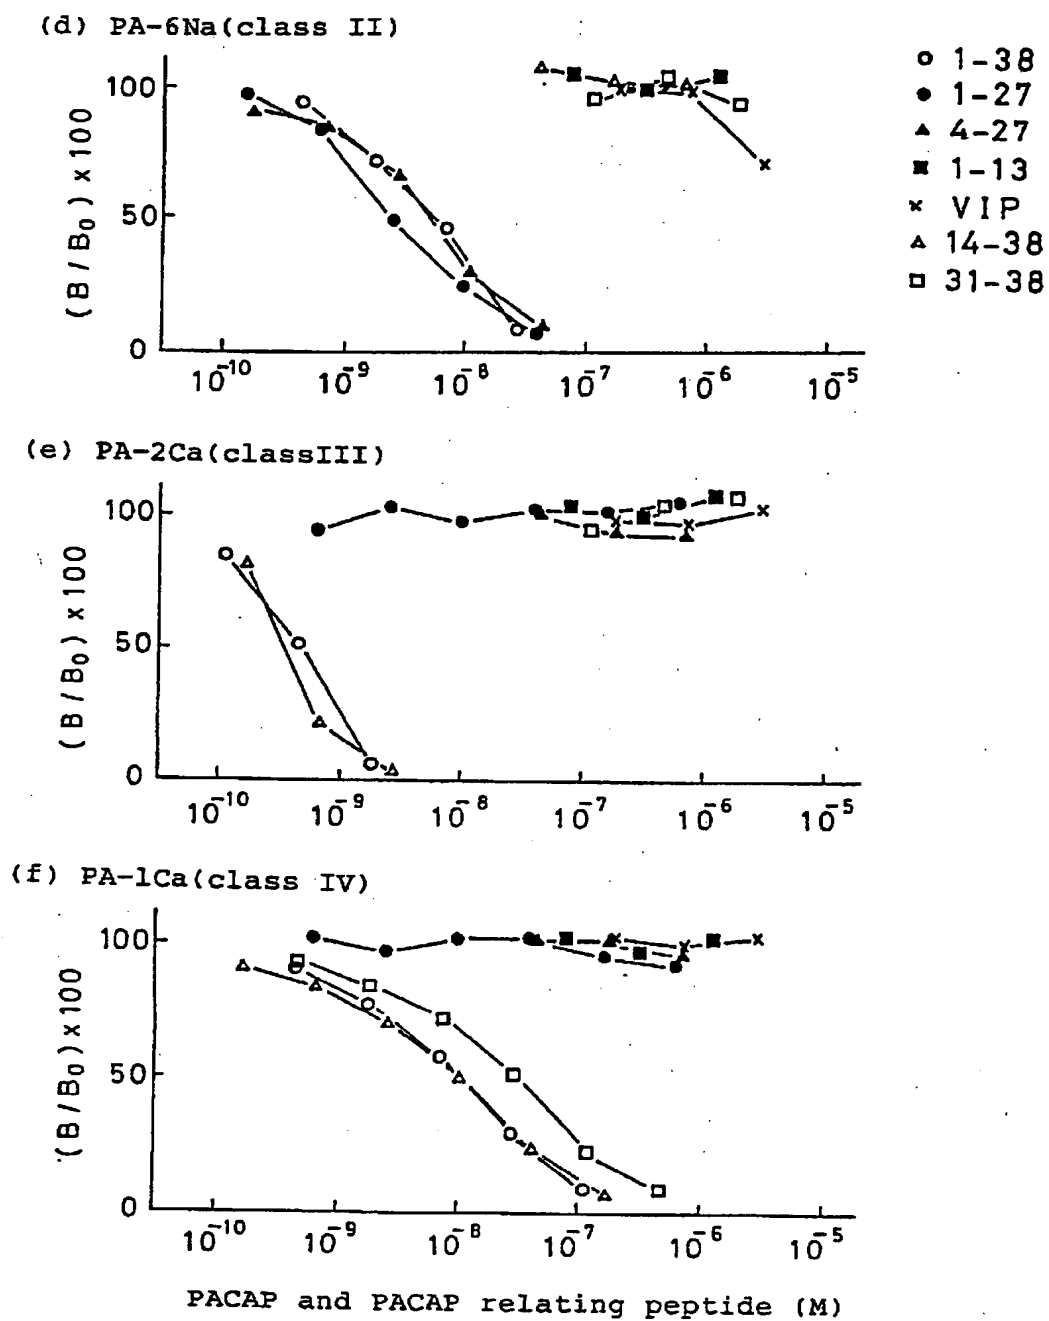 (d) PA-6Na(class II)
(B/B₀)×100
100
50
0
10⁻¹⁰ 10⁻⁹ 10⁻⁸ 10⁻⁷ 10⁻⁶ 10⁻⁵
○ 1-38
● 1-27
▲ 4-27
■ 1-13
× VIP
△ 14-38
□ 31-38
(e) PA-2Ca(classIII)
(B/B₀)×100
100
50
0
10⁻¹⁰ 10⁻⁹ 10⁻⁸ 10⁻⁷ 10⁻⁶ 10⁻⁵
(f) PA-1Ca(class IV)
(B/B₀)×100
100
50
0
10⁻¹⁰ 10⁻⁹ 10⁻⁸ 10⁻⁷ 10⁻⁶ 10⁻⁵
PACAP and PACAP relating peptide (M)